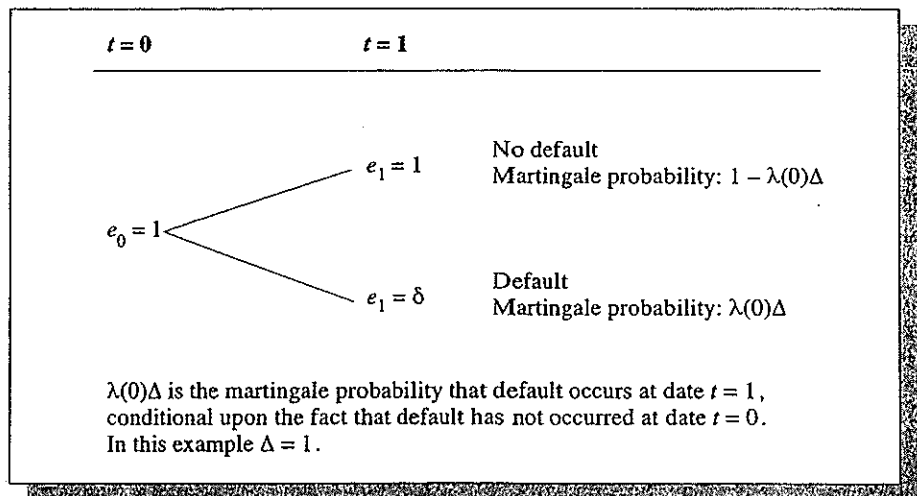 t = 0 t = 1
e₁ = 1 No default
Martingale probability: 1 – λ(0)Δ
e₀ = 1
e₁ = δ Default
Martingale probability: λ(0)Δ
λ(0)Δ is the martingale probability that default occurs at date t = 1,
conditional upon the fact that default has not occurred at date t = 0.
In this example Δ = 1.